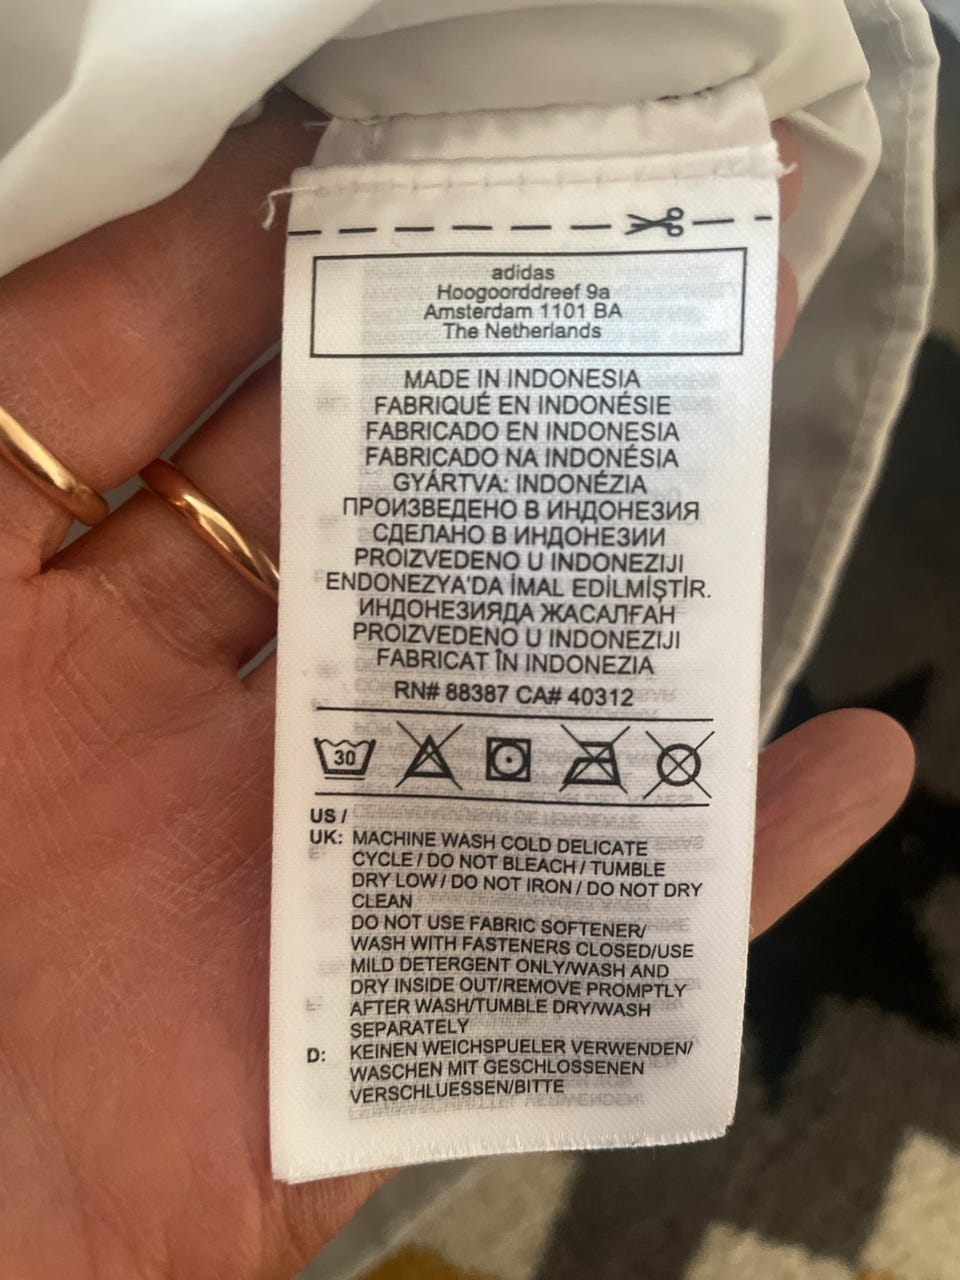 adidas
Hoogoorddreef 9a
Amsterdam 1101 BA
The Netherlands
MADE IN INDONESIA
FABRIQUÉ EN INDONÉSIE
FABRICADO EN INDONESIA
FABRICADO NA INDONÉSIA
GYÁRTVA: INDONÉZIA
ПРОИЗВЕДЕНО В ИНДОНЕЗИЯ
СДЕЛАНО В ИНДОНЕЗИИ
PROIZVEDENO U INDONEZIJI
ENDONEZYA'DA İMAL EDİLMİŞTİR.
ИНДОНЕЗИЯДА ЖАСАЛҒАН
PROIZVEDENO U INDONEZIJI
FABRICAT ÎN INDONEZIA
RN# 88387 CA# 40312
30
US /
UK: MACHINE WASH COLD DELICATE
CYCLE / DO NOT BLEACH / TUMBLE
DRY LOW / DO NOT IRON / DO NOT DRY
CLEAN
DO NOT USE FABRIC SOFTENER/
WASH WITH FASTENERS CLOSED/USE
MILD DETERGENT ONLY/WASH AND
DRY INSIDE OUT/REMOVE PROMPTLY
AFTER WASH/TUMBLE DRY/WASH
SEPARATELY
D: KEINEN WEICHSPUELER VERWENDEN/
WASCHEN MIT GESCHLOSSENEN
VERSCHLUESSEN/BITTE